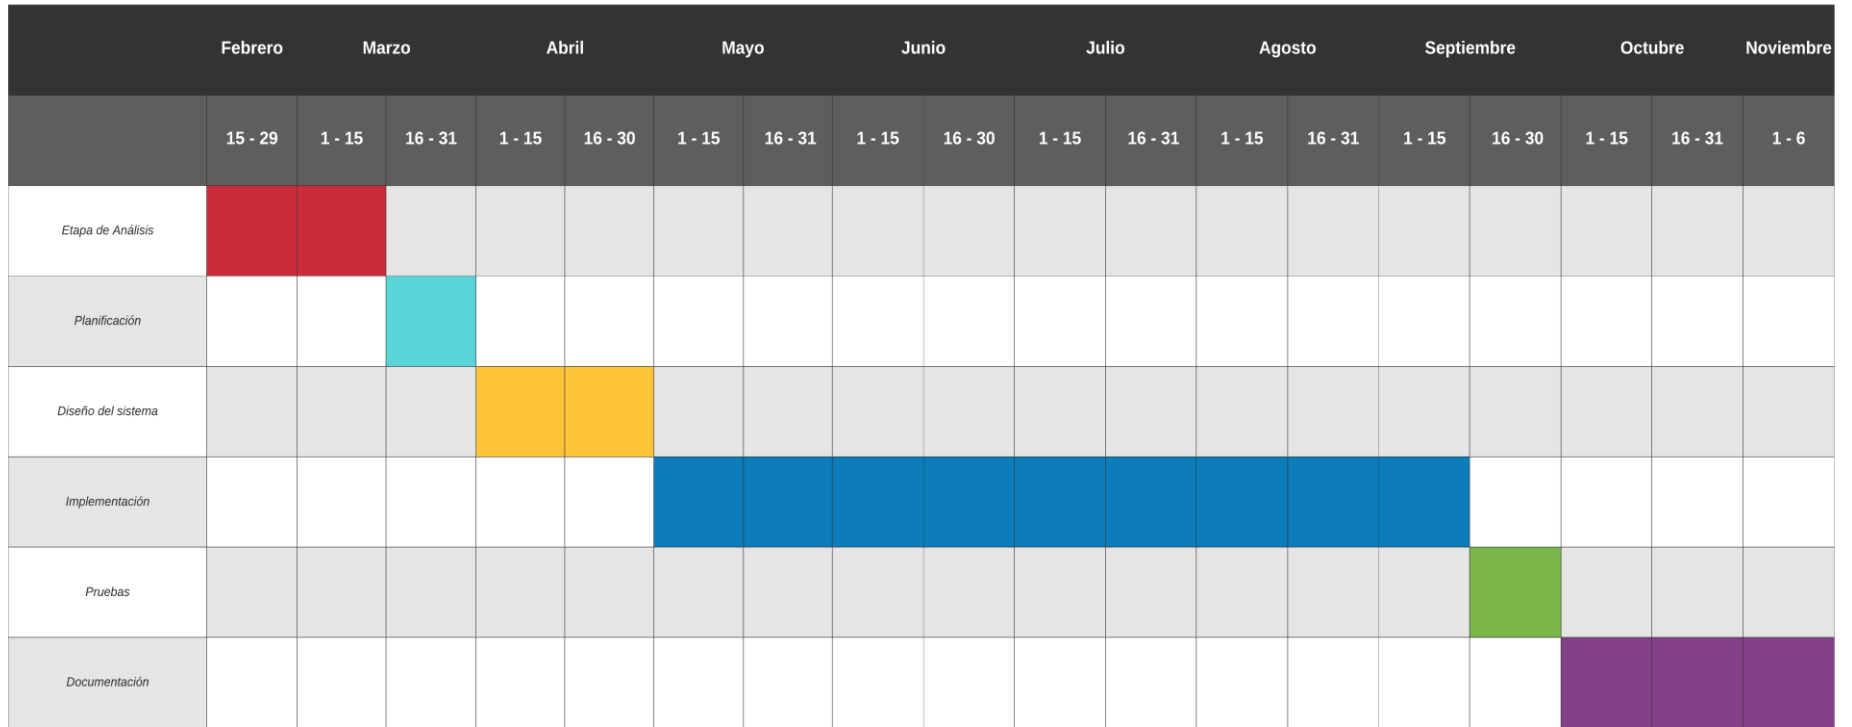 Febrero Marzo Abril Mayo Junio Julio Agosto Septiembre Octubre Noviembre
15 - 29 1 - 15 16 - 31 1 - 15 16 - 30 1 - 15 16 - 31 1 - 15 16 - 30 1 - 15 16 - 31 1 - 15 16 - 31 1 - 15 16 - 30 1 - 15 16 - 31 1 - 6
Etapa de Análisis
Planificación
Diseño del sistema
Implementación
Pruebas
Documentación